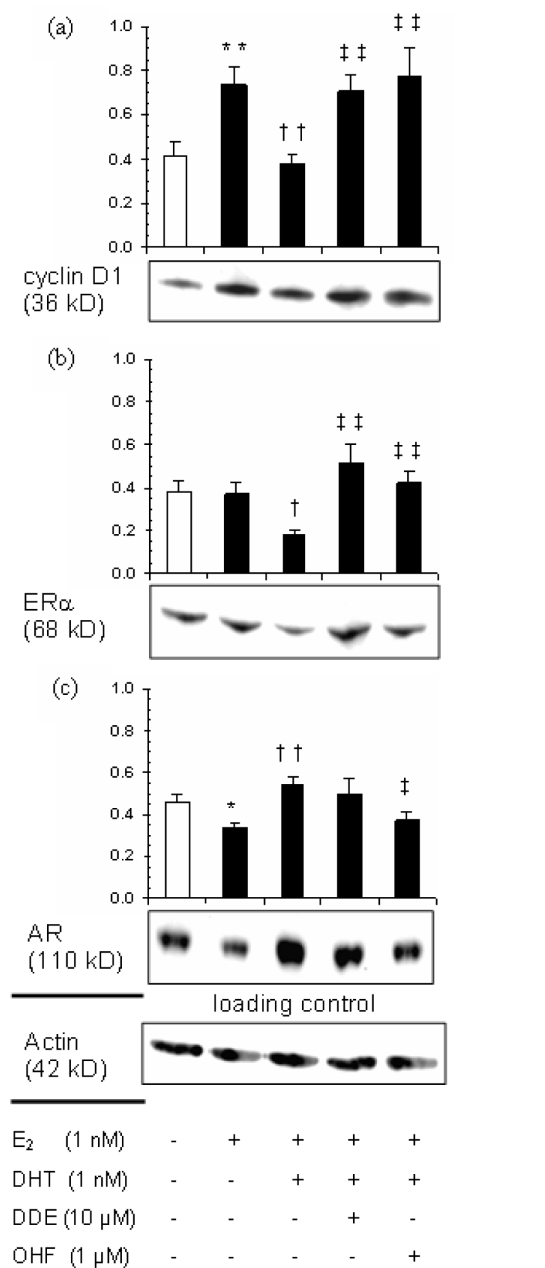 (a)
1.0
0.8
0.6
0.4
0.2
0.0
* *
† †
‡ ‡
‡ ‡
cyclin D1
(36 kD)
(b)
1.0
0.8
0.6
0.4
0.2
0.0
†
‡ ‡
‡ ‡
ERα
(68 kD)
(c)
1.0
0.8
0.6
0.4
0.2
0.0
*
† †
‡
AR
(110 kD)
loading control
Actin
(42 kD)
E₂ (1 nM) - + + + +
DHT (1 nM) - - + + +
DDE (10 µM) - - - + -
OHF (1 µM) - - - - +